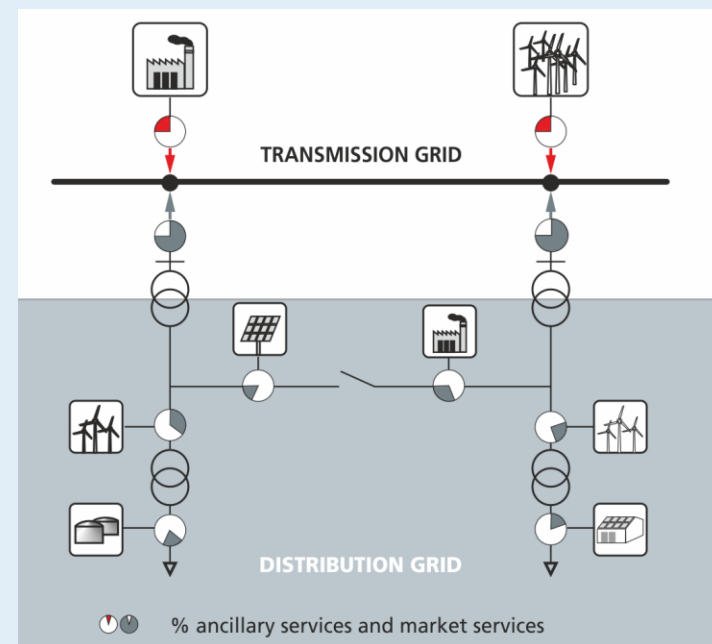 TRANSMISSION GRID
DISTRIBUTION GRID
% ancillary services and market services